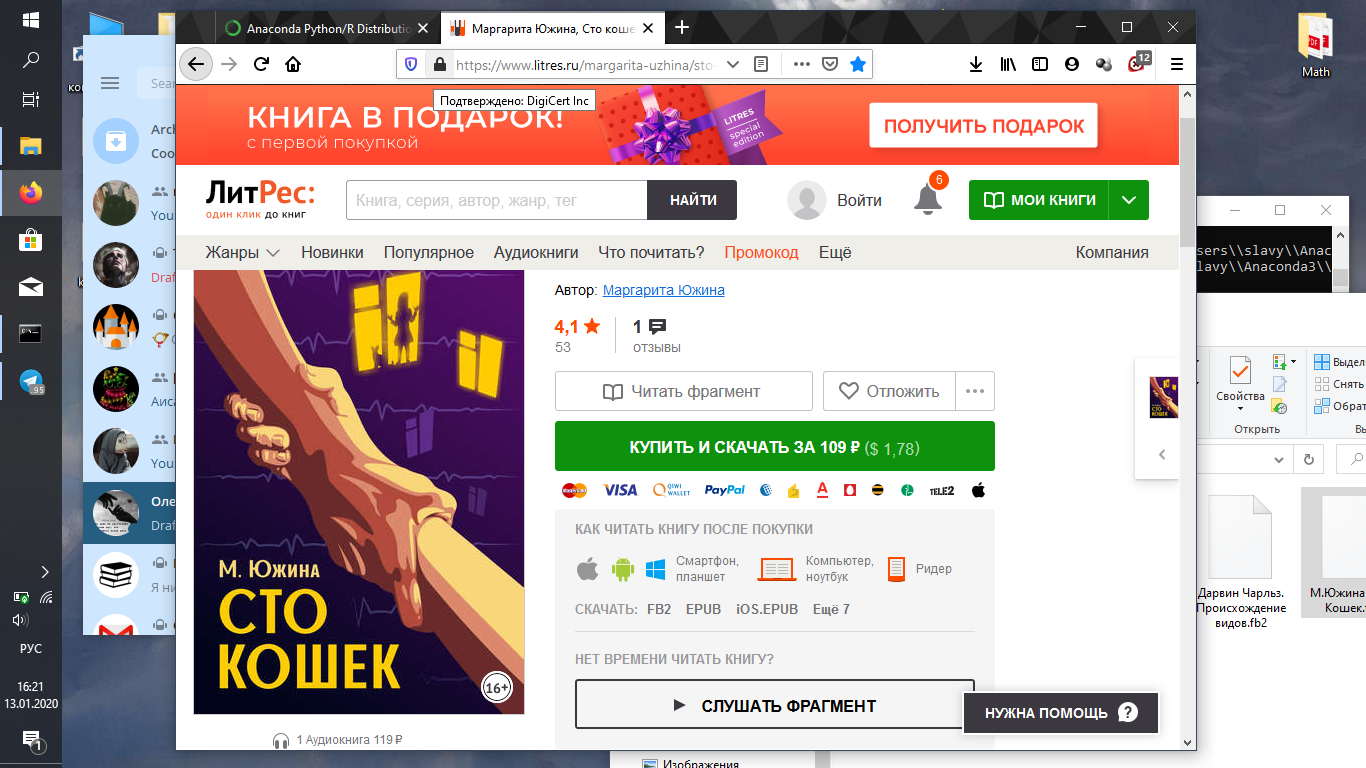 Anaconda Python/R Distributio
Маргарита Южина, Сто коше
https://www.litres.ru/margarita-uzhina/sto-
12
Подтверждено: DigiCert Inc
КНИГА В ПОДАРОК!
с первой покупкой
LITRES
special
edition
ПОЛУЧИТЬ ПОДАРОК
ЛитРес:
один клик до книг
Книга, серия, автор, жанр, тег
НАЙТИ
Войти
6
МОИ КНИГИ
Жанры
Новинки
Популярное
Аудиокниги
Что почитать?
Промокод
Ещё
Компания
М. Южина
СТО
КОШЕК
16+
1 Аудиокнига 119 ₽
Автор: Маргарита Южина
4,1
53
1
отзывы
Читать фрагмент
Отложить
КУПИТЬ И СКАЧАТЬ ЗА 109 ₽ ($ 1,78)
MasterCard
VISA
QIWI
WALLET
PayPal
TELE2
КАК ЧИТАТЬ КНИГУ ПОСЛЕ ПОКУПКИ
Смартфон,
планшет
Компьютер,
ноутбук
Ридер
СКАЧАТЬ: FB2 EPUB iOS.EPUB Ещё 7
НЕТ ВРЕМЕНИ ЧИТАТЬ КНИГУ?
СЛУШАТЬ ФРАГМЕНТ
НУЖНА ПОМОЩЬ
СТО
КОШЕК
Sear
Arch
Coo
You
Draf
Аиса
You
Оле
Draf
Я ни
95
РУС
16:21
13.01.2020
1
Math
sers\\slavy\\Anac
lavy\\Anaconda3\\
Свойства
Открыть
Выдел
Снять
Обрат
Вы
Дарвин Чарльз.
Происхождение
видов.fb2
М.Южина
Кошек.
Изображения